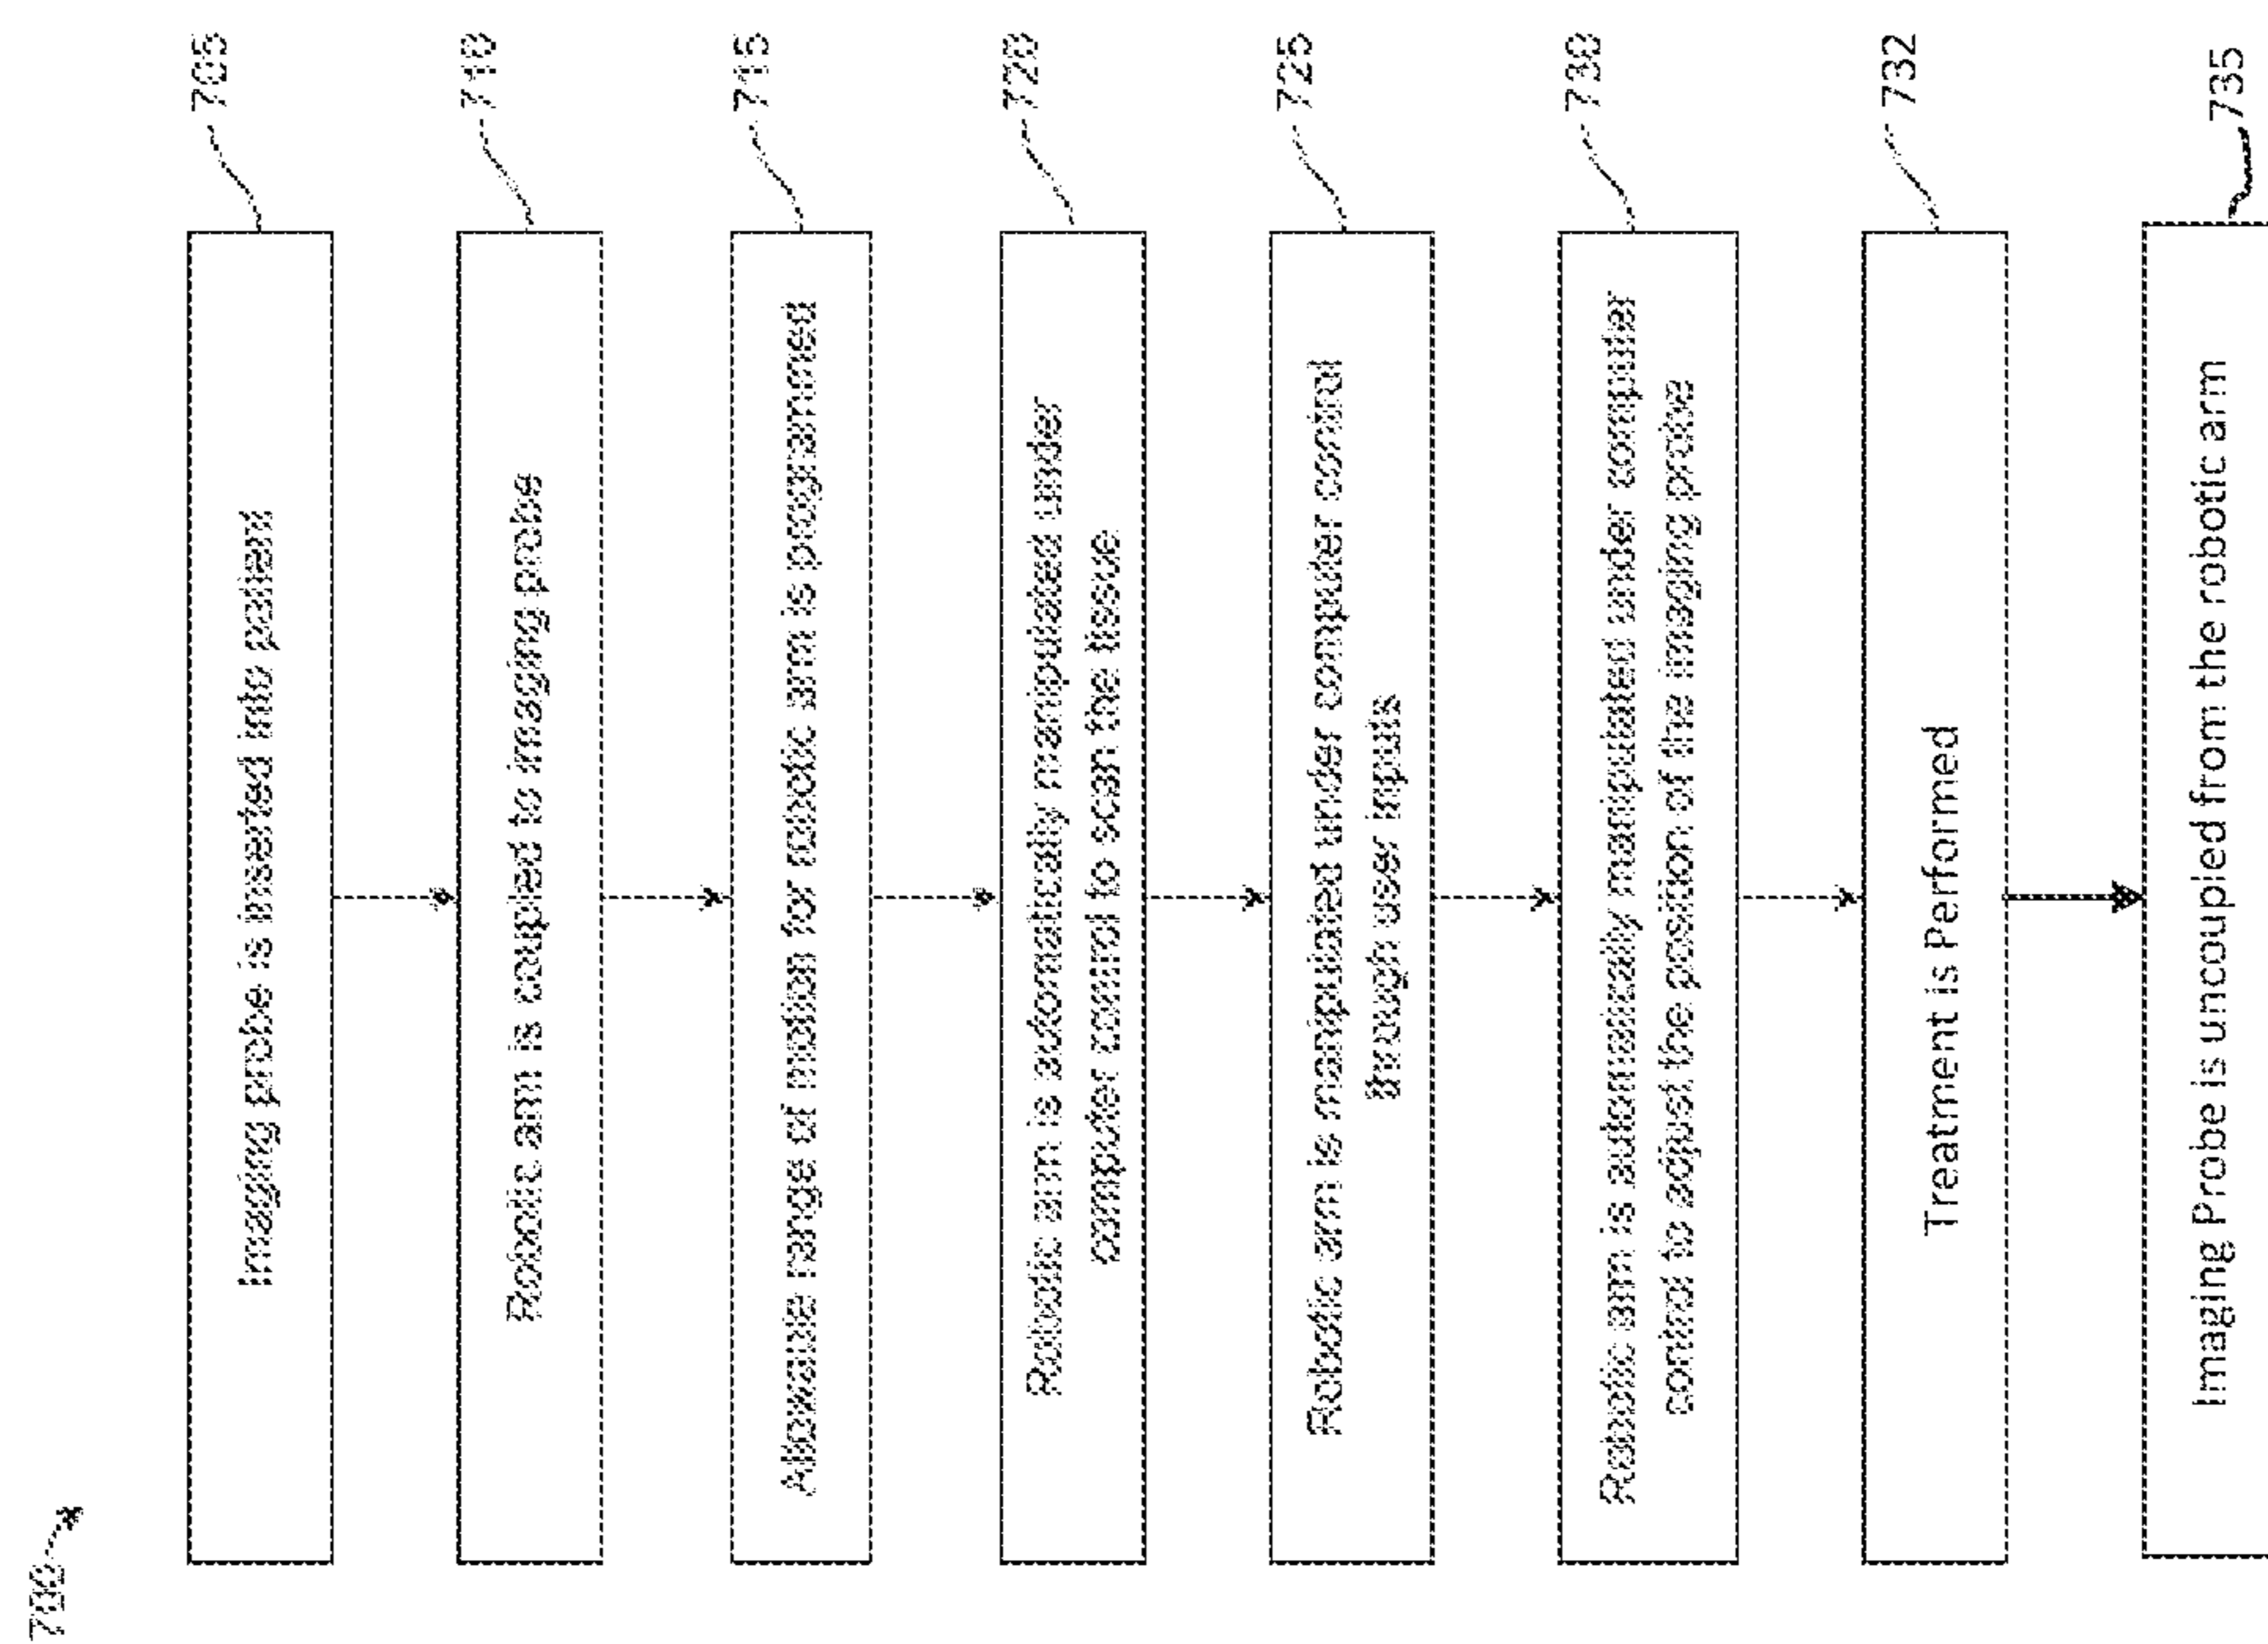 700
Imaging probe is inserted into patient
705
Robotic arm is coupled to imaging probe
710
Allowable range of motion for robotic arm is programmed
715
Robotic arm is automatically manipulated under
computer control to scan the tissue
720
Robotic arm is manipulated under computer control
through user inputs
725
Robotic arm is automatically manipulated under computer
control to adjust the position of the imaging probe
730
Treatment is Performed
732
Imaging Probe is uncoupled from the robotic arm
735